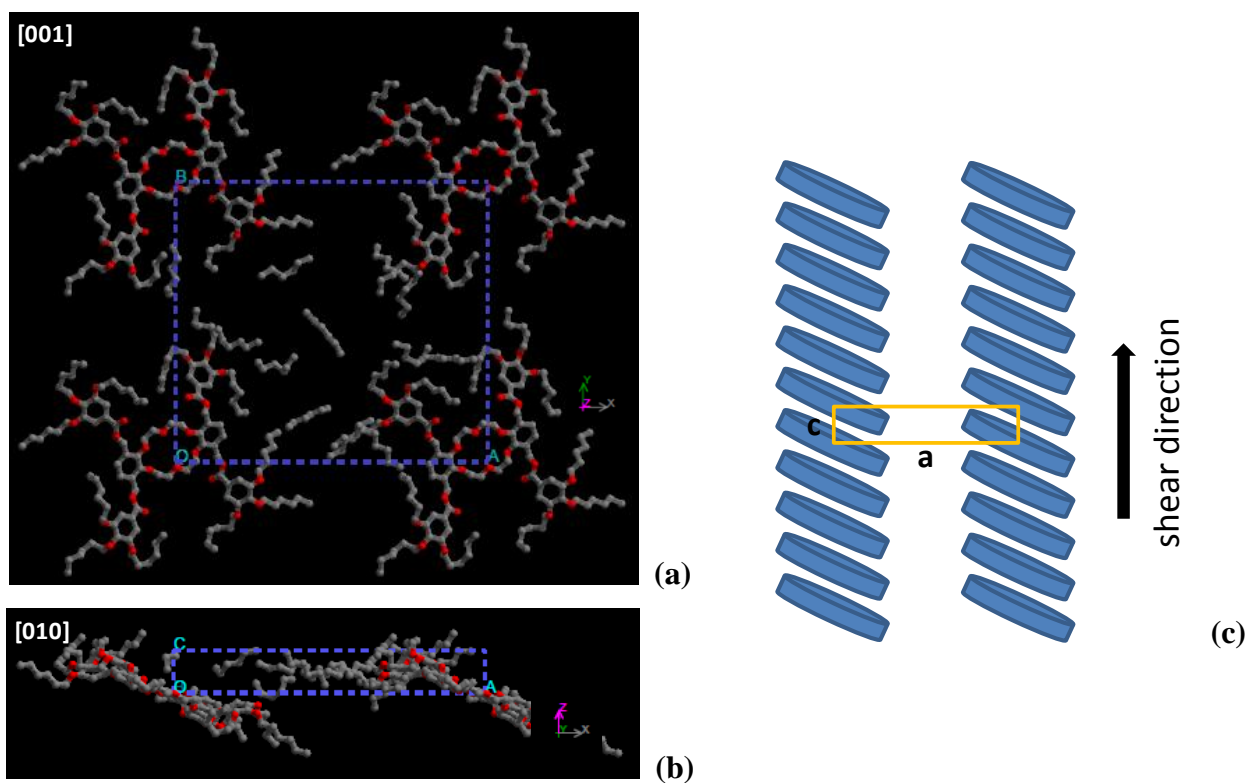 [001]
B
O
A
Y
Z
X
(a)
[010]
C
O
A
Z
Y
X
(b)
c
a
shear direction
(c)